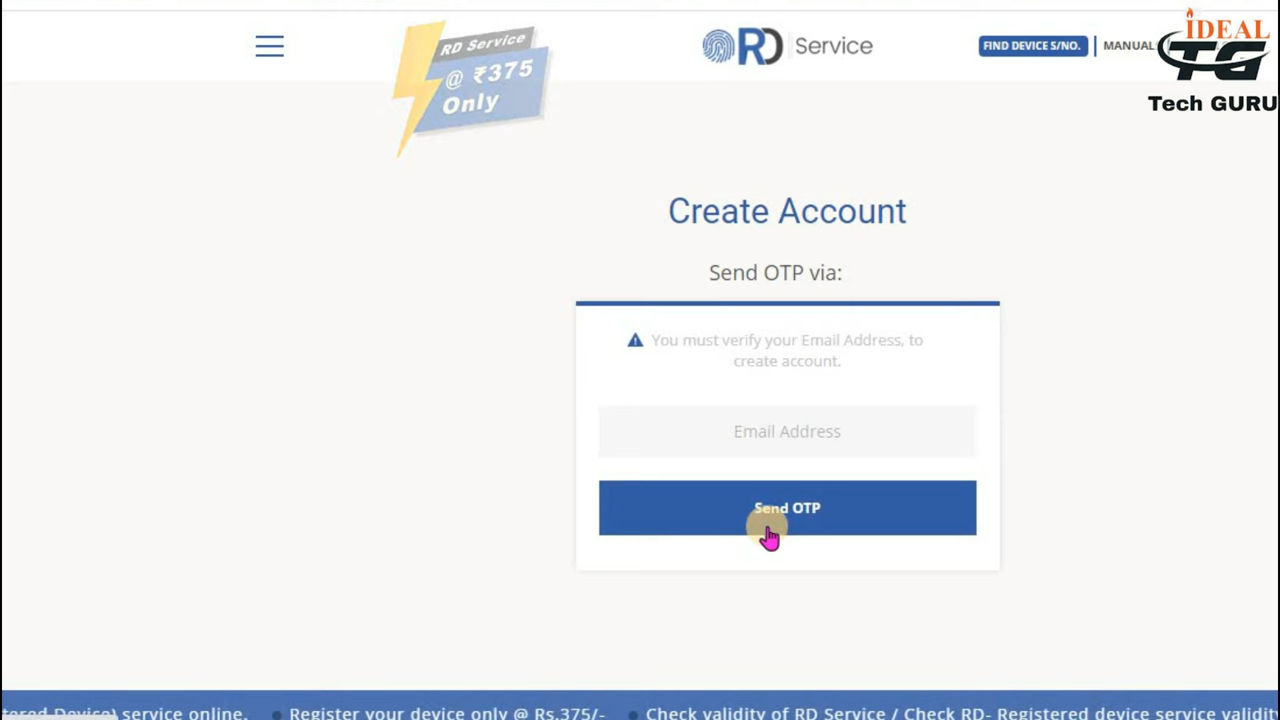 RD Service
@ ₹375
Only
RD Service
FIND DEVICE S/NO.
MANUAL
IDEAL
TG
Tech GURU
Create Account
Send OTP via:
You must verify your Email Address, to
create account.
Email Address
Send OTP
service online. • Register your device only @ Rs.375/- • Check validity of RD Service / Check RD- Registered device service